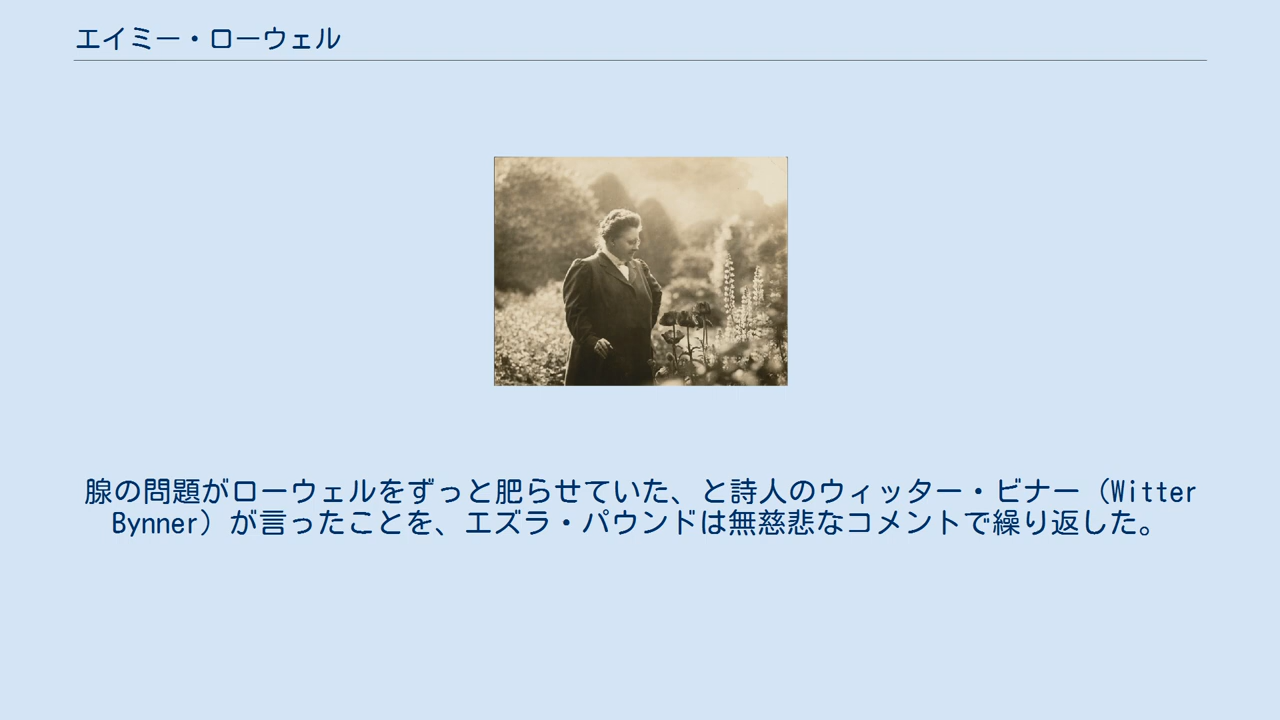 エイミー・ローウェル
腺の問題がローウェルをずっと肥らせていた、と詩人のウィッター・ビナー（Witter
Bynner）が言ったことを、エズラ・パウンドは無慈悲なコメントで繰り返した。